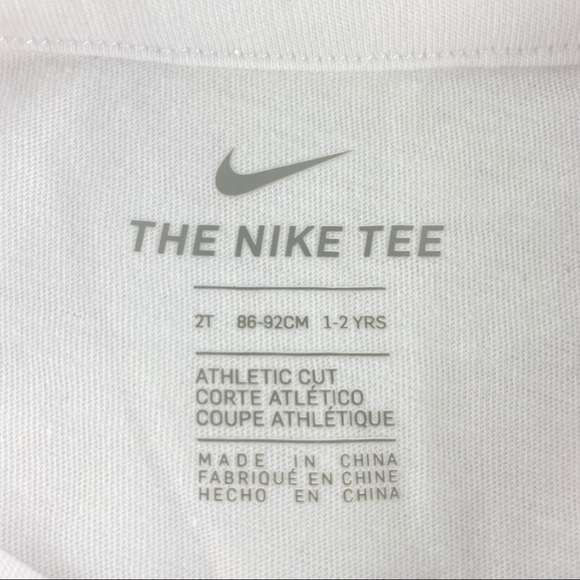 THE NIKE TEE
2T 86-92CM 1-2 YRS
ATHLETIC CUT
CORTE ATLÉTICO
COUPE ATHLÉTIQUE
MADE IN CHINA
FABRIQUÉ EN CHINE
HECHO EN CHINA